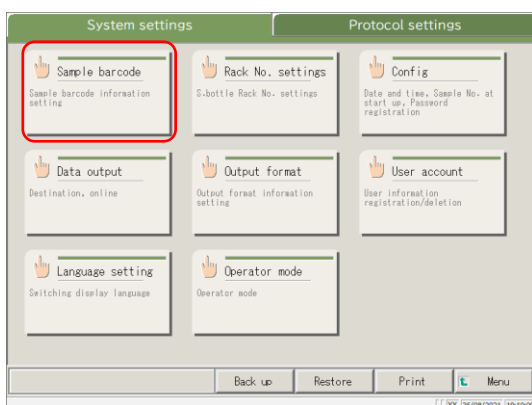 System settings
Protocol settings
Sample barcode
Sample barcode information
setting
Rack No. settings
S.bottle Rack No. settings
Config
Date and time, Sample No. at
start up, Password
registration
Data output
Destination, online
Output format
Output format information
setting
User account
User information
registration/deletion
Language setting
Switching display language
Operator mode
Operator mode
Back up
Restore
Print
Menu